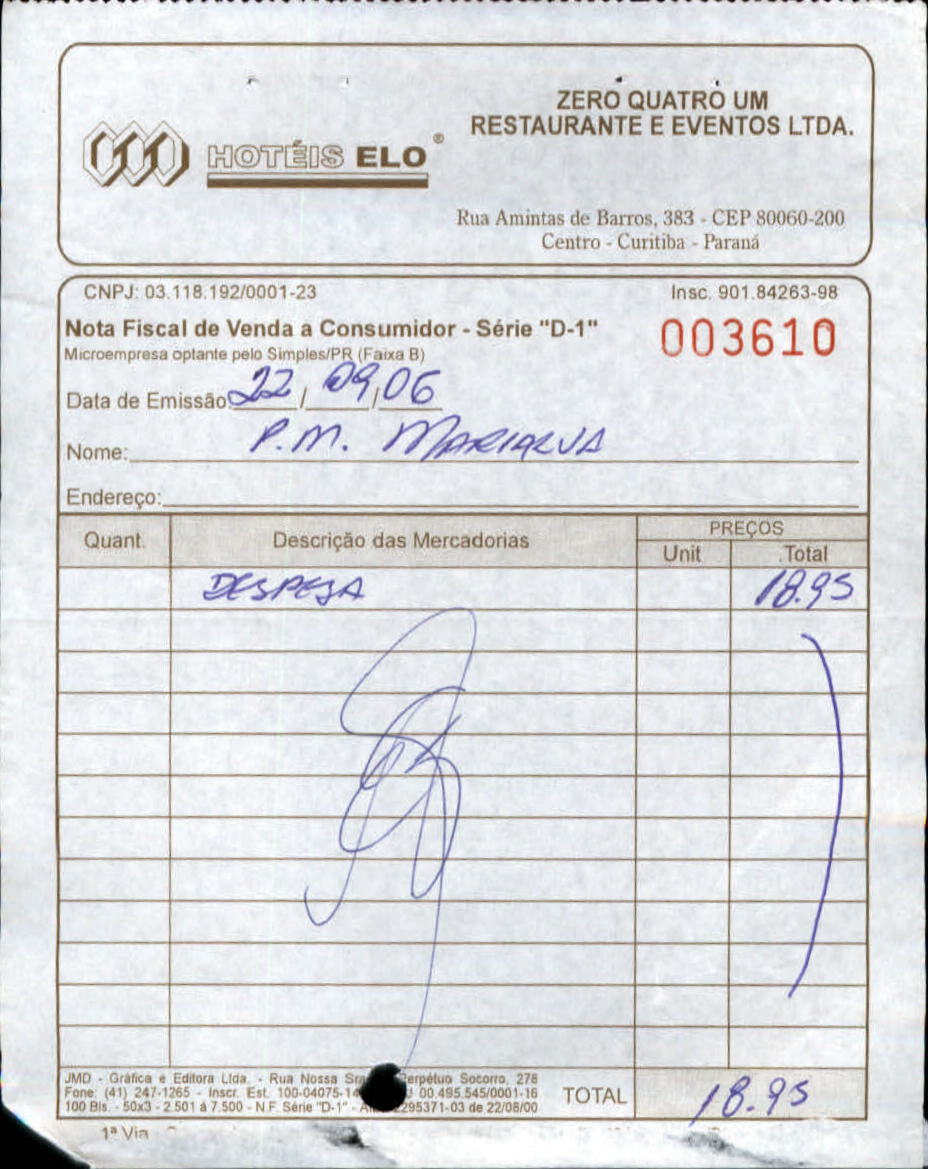 ZERO QUATRO UM
RESTAURANTE E EVENTOS LTDA.
HOTÉIS ELO ®
Rua Amintas de Barros, 383 - CEP 80060-200
Centro - Curitiba - Paraná
CNPJ: 03.118.192/0001-23 Insc. 901.84263-98
Nota Fiscal de Venda a Consumidor - Série "D-1" 003610
Microempresa optante pelo Simples/PR (Faixa B)
Data de Emissão 22/09/06
Nome: P.M. MARIALVA
Endereço:
Quant. Descrição das Mercadorias PREÇOS
Unit Total
DESPESA 18.95
JMD - Gráfica e Editora Ltda. - Rua Nossa Perpétuo Socorro, 278
Fone: (41) 247-1265 - Inscr. Est. 100-04075-14 00.495.545/0001-16
100 Bls. - 50x3 - 2.501 á 7.500 - N.F. Série "D-1" - 2295371-03 de 22/08/00
TOTAL 18.95
1ª Via